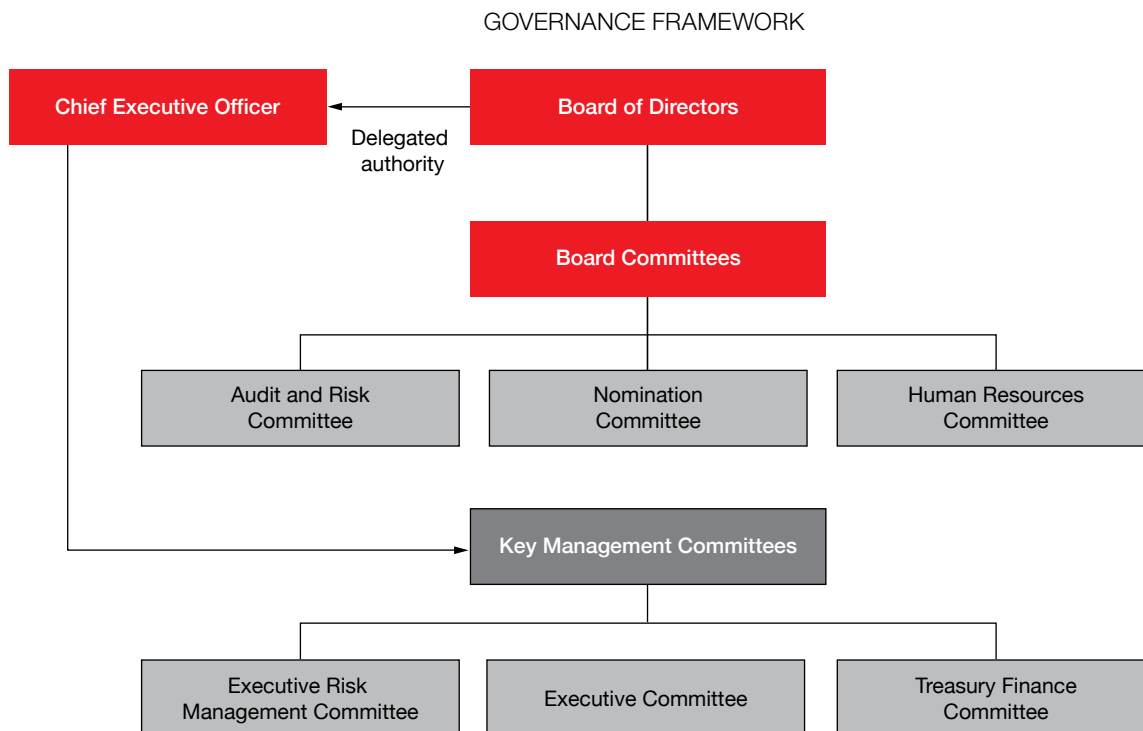 GOVERNANCE FRAMEWORK
Chief Executive Officer
Board of Directors
Delegated
authority
Board Committees
Audit and Risk
Committee
Nomination
Committee
Human Resources
Committee
Key Management Committees
Executive Risk
Management Committee
Executive Committee
Treasury Finance
Committee